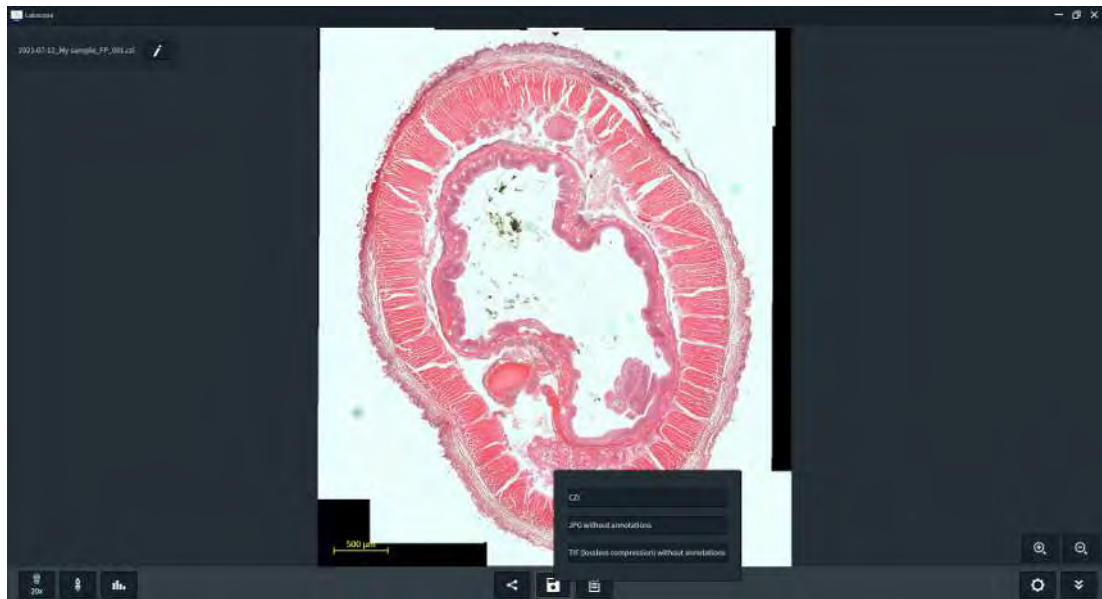 Labscope
2021-07-12_My sample_FP_001.czi
500 µm
CZI
JPG without annotations
TIF (lossless compression) without annotations
20x